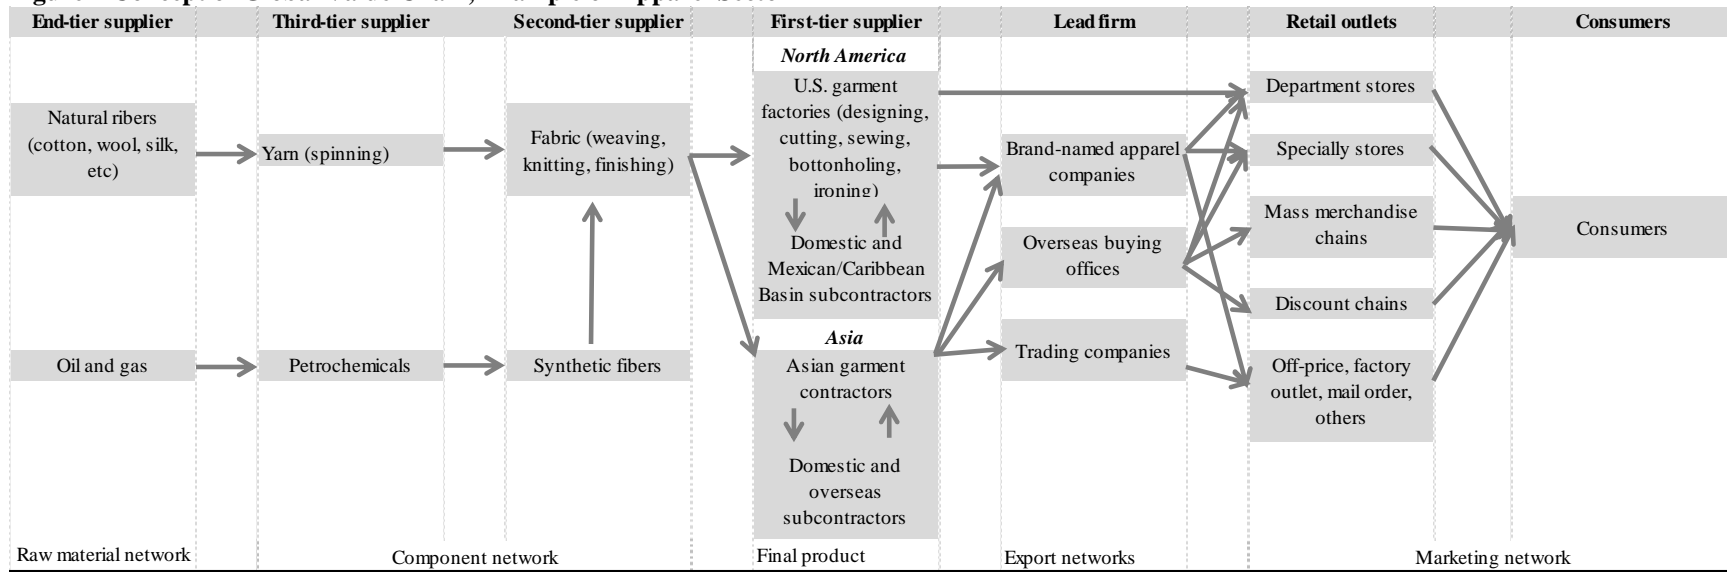 End-tier supplier
Third-tier supplier
Second-tier supplier
First-tier supplier
Lead firm
Retail outlets
Consumers
Natural ribers
(cotton, wool, silk,
etc)
Oil and gas
Yarn (spinning)
Petrochemicals
Fabric (weaving,
knitting, finishing)
Synthetic fibers
North America
U.S. garment
factories (designing,
cutting, sewing,
bottonholing,
ironing)
Domestic and
Mexican/Caribbean
Basin subcontractors
Asia
Asian garment
contractors
Domestic and
overseas
subcontractors
Brand-named apparel
companies
Overseas buying
offices
Trading companies
Department stores
Specially stores
Mass merchandise
chains
Discount chains
Off-price, factory
outlet, mail order,
others
Consumers
Raw material network
Component network
Final product
Export networks
Marketing network